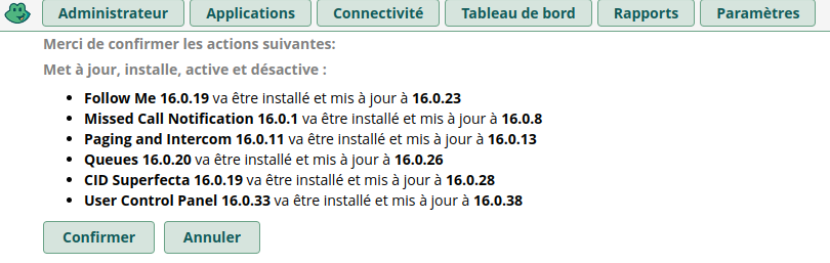 Administrateur Applications Connectivité Tableau de bord Rapports Paramètres
Merci de confirmer les actions suivantes:
Met à jour, installe, active et désactive :
Follow Me 16.0.19 va être installé et mis à jour à 16.0.23
Missed Call Notification 16.0.1 va être installé et mis à jour à 16.0.8
Paging and Intercom 16.0.11 va être installé et mis à jour à 16.0.13
Queues 16.0.20 va être installé et mis à jour à 16.0.26
CID Superfecta 16.0.19 va être installé et mis à jour à 16.0.28
User Control Panel 16.0.33 va être installé et mis à jour à 16.0.38
Confirmer Annuler